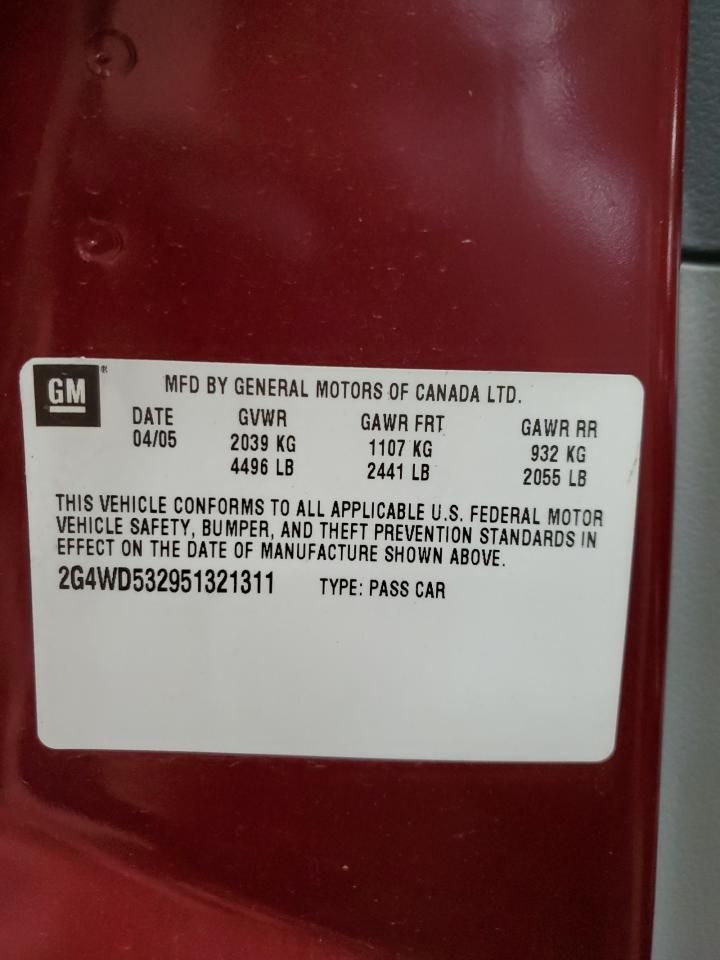 GM® MFD BY GENERAL MOTORS OF CANADA LTD.
DATE GVWR GAWR FRT GAWR RR
04/05 2039 KG 1107 KG 932 KG
4496 LB 2441 LB 2055 LB
THIS VEHICLE CONFORMS TO ALL APPLICABLE U.S. FEDERAL MOTOR
VEHICLE SAFETY, BUMPER, AND THEFT PREVENTION STANDARDS IN
EFFECT ON THE DATE OF MANUFACTURE SHOWN ABOVE.
2G4WD532951321311 TYPE: PASS CAR